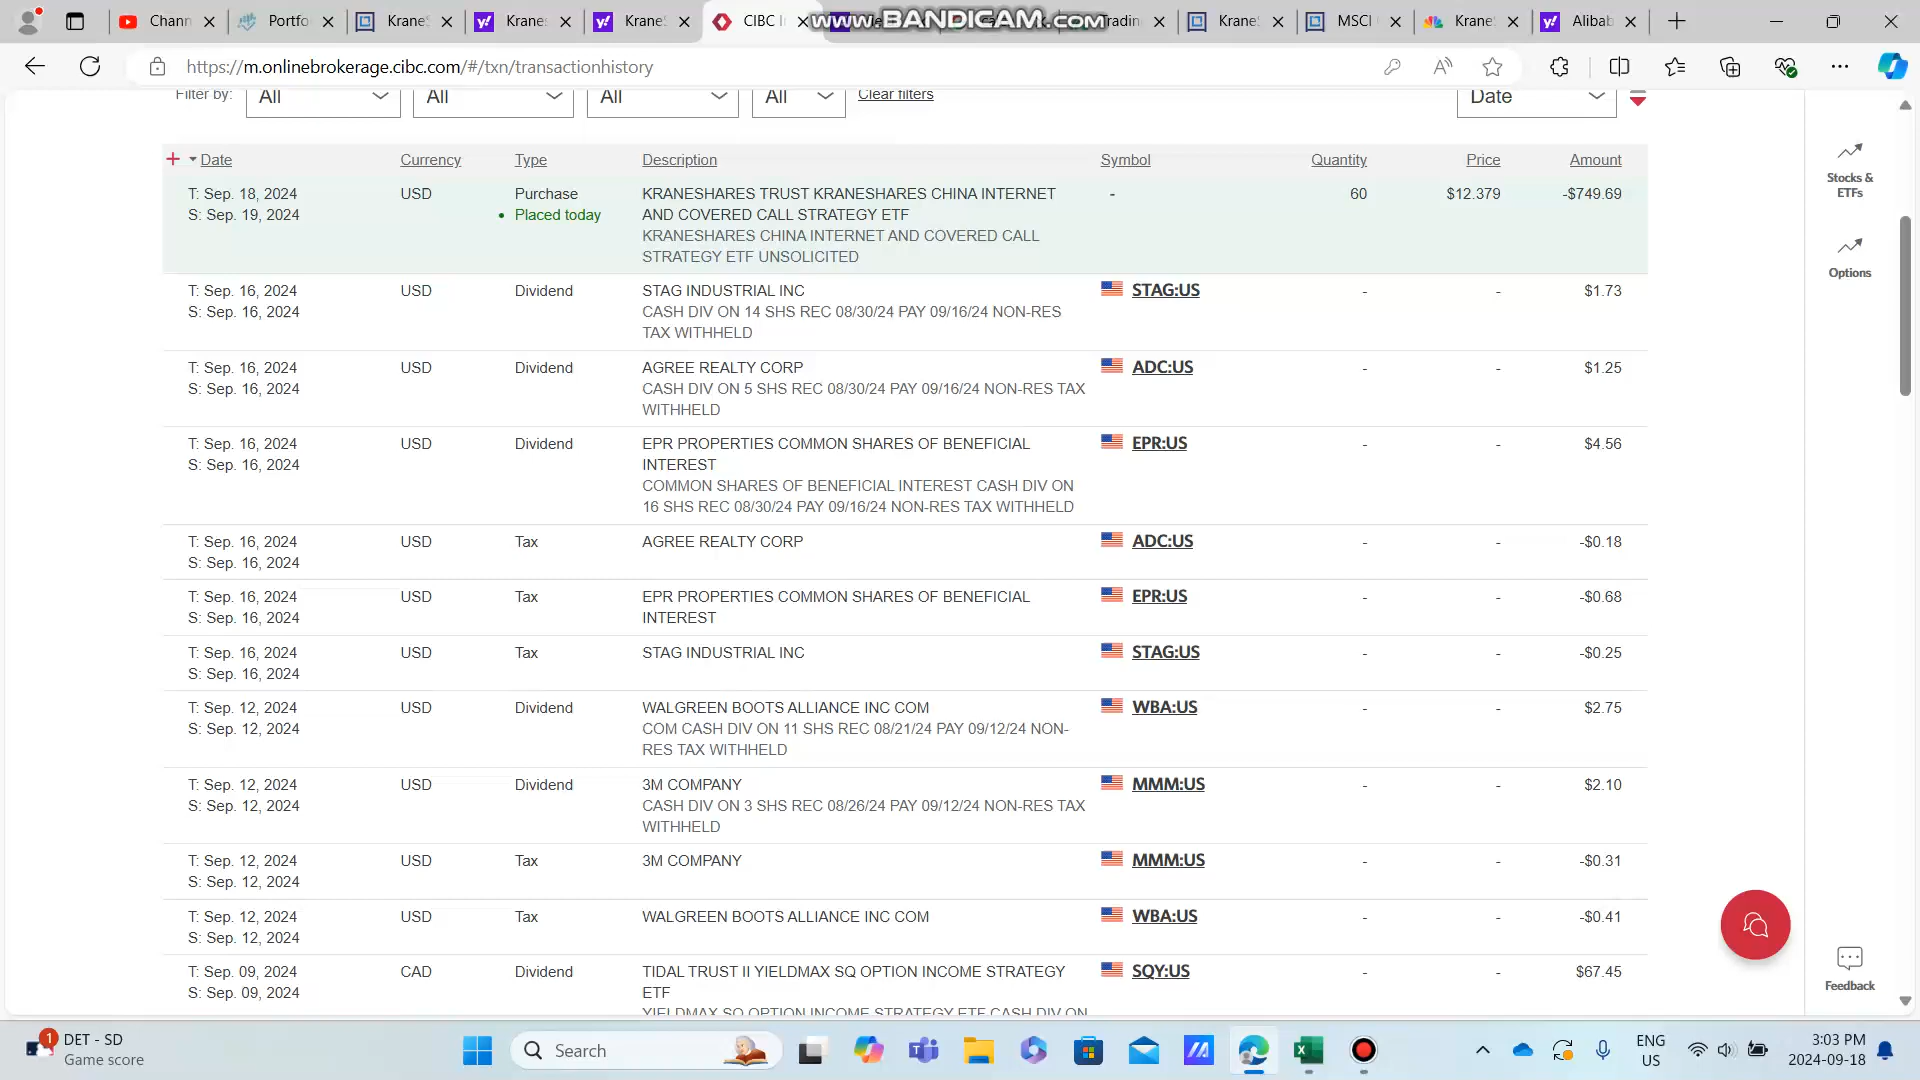 Chann
Portfo
Krane
Krane
Krane
CIBC I
www.BANDICAM.com
Tradin
Krane
MSCI
Krane
Alibab
https://m.onlinebrokerage.cibc.com/#/txn/transactionhistory
Filter by: All All All All Clear filters Date
Date Currency Type Description Symbol Quantity Price Amount
T: Sep. 18, 2024 USD Purchase KRANESHARES TRUST KRANESHARES CHINA INTERNET - 60 $12.379 -$749.69
S: Sep. 19, 2024 Placed today AND COVERED CALL STRATEGY ETF
KRANESHARES CHINA INTERNET AND COVERED CALL
STRATEGY ETF UNSOLICITED
T: Sep. 16, 2024 USD Dividend STAG INDUSTRIAL INC STAG:US - - $1.73
S: Sep. 16, 2024 CASH DIV ON 14 SHS REC 08/30/24 PAY 09/16/24 NON-RES
TAX WITHHELD
T: Sep. 16, 2024 USD Dividend AGREE REALTY CORP ADC:US - - $1.25
S: Sep. 16, 2024 CASH DIV ON 5 SHS REC 08/30/24 PAY 09/16/24 NON-RES TAX
WITHHELD
T: Sep. 16, 2024 USD Dividend EPR PROPERTIES COMMON SHARES OF BENEFICIAL EPR:US - - $4.56
S: Sep. 16, 2024 INTEREST
COMMON SHARES OF BENEFICIAL INTEREST CASH DIV ON
16 SHS REC 08/30/24 PAY 09/16/24 NON-RES TAX WITHHELD
T: Sep. 16, 2024 USD Tax AGREE REALTY CORP ADC:US - - -$0.18
S: Sep. 16, 2024
T: Sep. 16, 2024 USD Tax EPR PROPERTIES COMMON SHARES OF BENEFICIAL EPR:US - - -$0.68
S: Sep. 16, 2024 INTEREST
T: Sep. 16, 2024 USD Tax STAG INDUSTRIAL INC STAG:US - - -$0.25
S: Sep. 16, 2024
T: Sep. 12, 2024 USD Dividend WALGREEN BOOTS ALLIANCE INC COM WBA:US - - $2.75
S: Sep. 12, 2024 COM CASH DIV ON 11 SHS REC 08/21/24 PAY 09/12/24 NON-
RES TAX WITHHELD
T: Sep. 12, 2024 USD Dividend 3M COMPANY MMM:US - - $2.10
S: Sep. 12, 2024 CASH DIV ON 3 SHS REC 08/26/24 PAY 09/12/24 NON-RES TAX
WITHHELD
T: Sep. 12, 2024 USD Tax 3M COMPANY MMM:US - - -$0.31
S: Sep. 12, 2024
T: Sep. 12, 2024 USD Tax WALGREEN BOOTS ALLIANCE INC COM WBA:US - - -$0.41
S: Sep. 12, 2024
T: Sep. 09, 2024 CAD Dividend TIDAL TRUST II YIELDMAX SQ OPTION INCOME STRATEGY SQY:US - - $67.45
S: Sep. 09, 2024 ETF
YIELDMAX SQ OPTION INCOME STRATEGY ETF CASH DIV ON
Stocks &
ETFs
Options
Feedback
1 DET - SD
Game score
Search
ENG
US
3:03 PM
2024-09-18